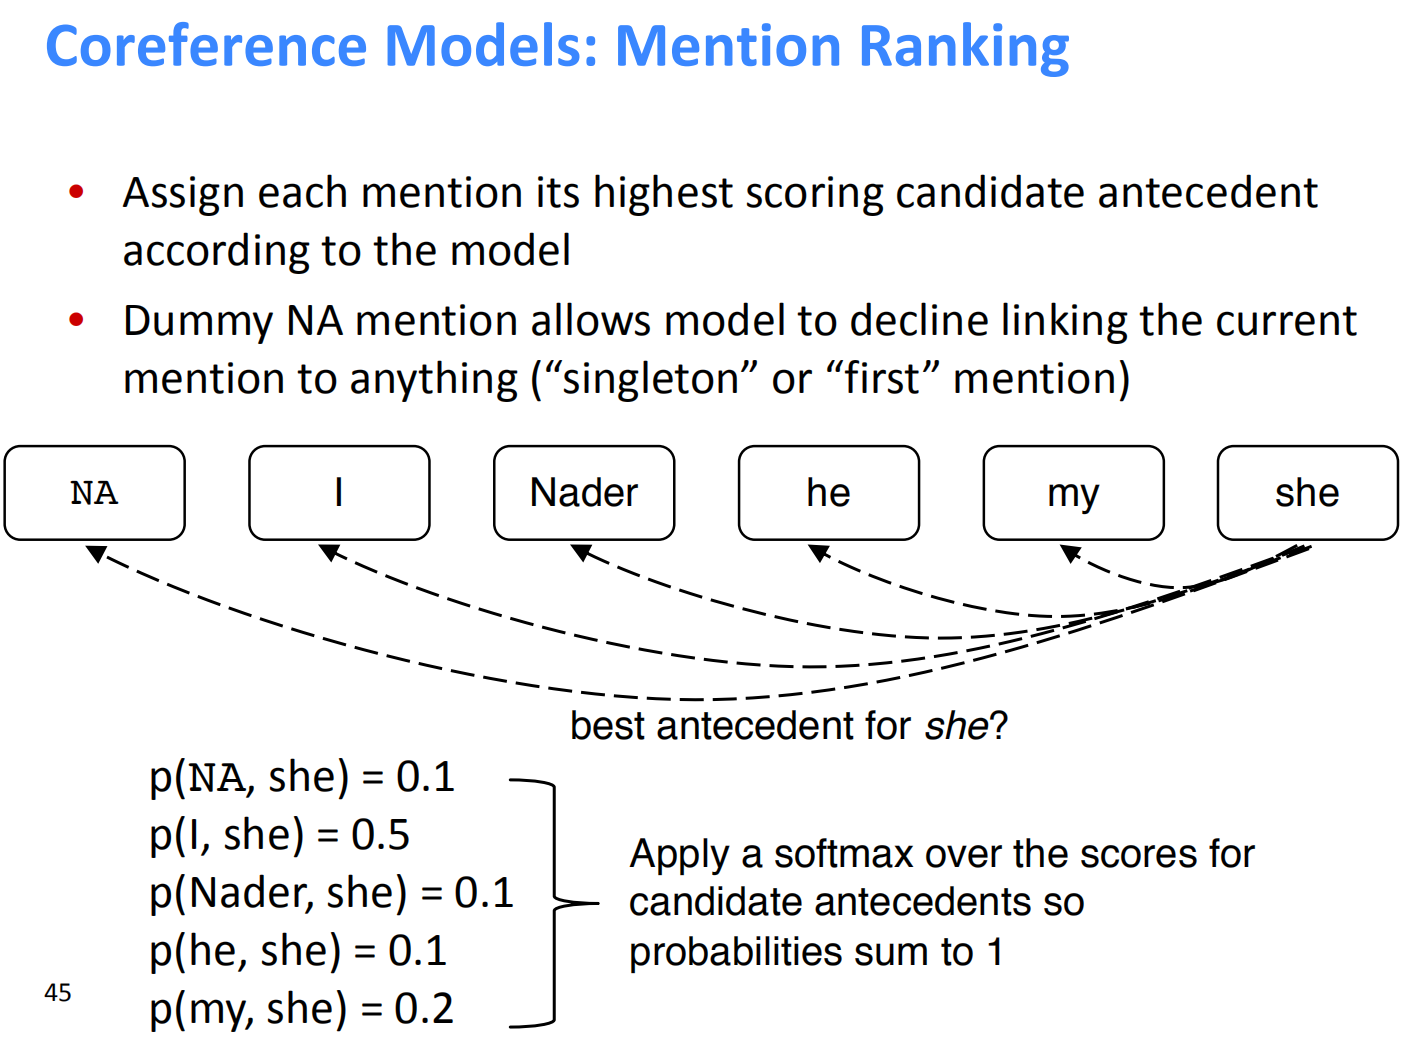 Coreference Models: Mention Ranking
• Assign each mention its highest scoring candidate antecedent
according to the model
• Dummy NA mention allows model to decline linking the current
mention to anything (“singleton” or “first” mention)
NA I Nader he my she
best antecedent for she?
p(NA, she) = 0.1
p(I, she) = 0.5
p(Nader, she) = 0.1
p(he, she) = 0.1
p(my, she) = 0.2
Apply a softmax over the scores for
candidate antecedents so
probabilities sum to 1
45